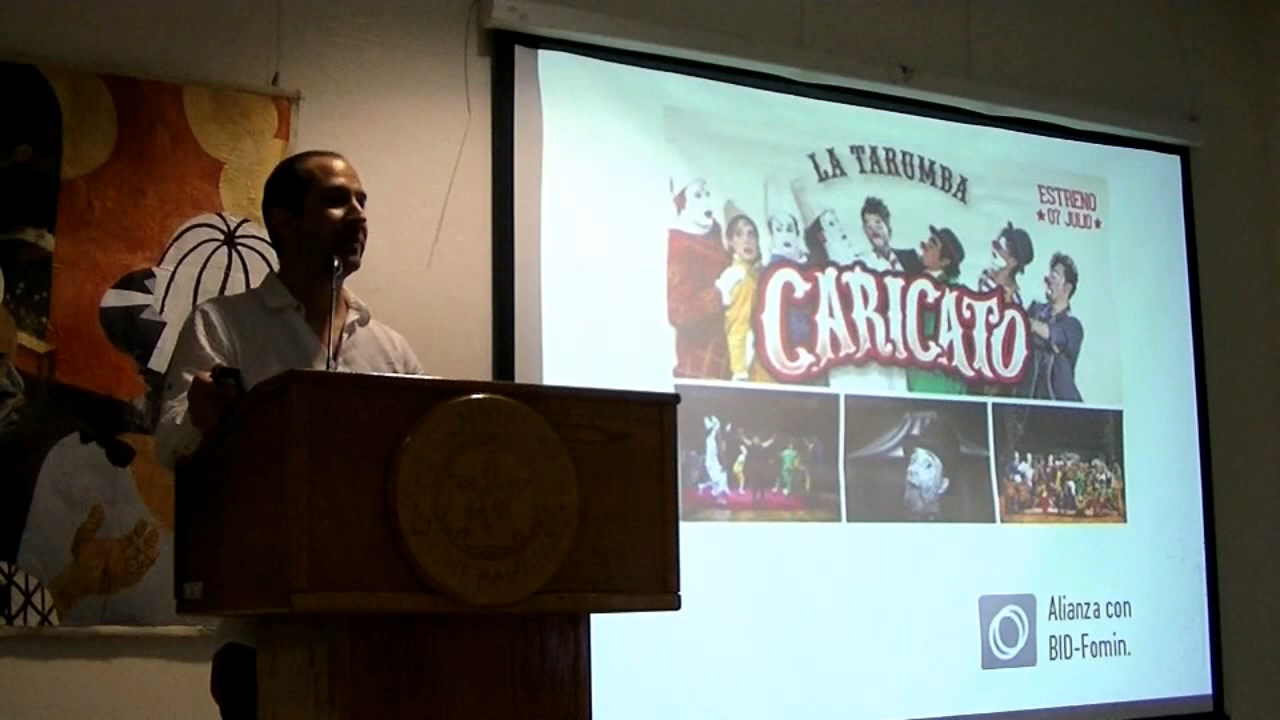 LA TARUMBA
ESTRENO
07 JULIO
CARICATO
Alianza con
BID-Fomin.